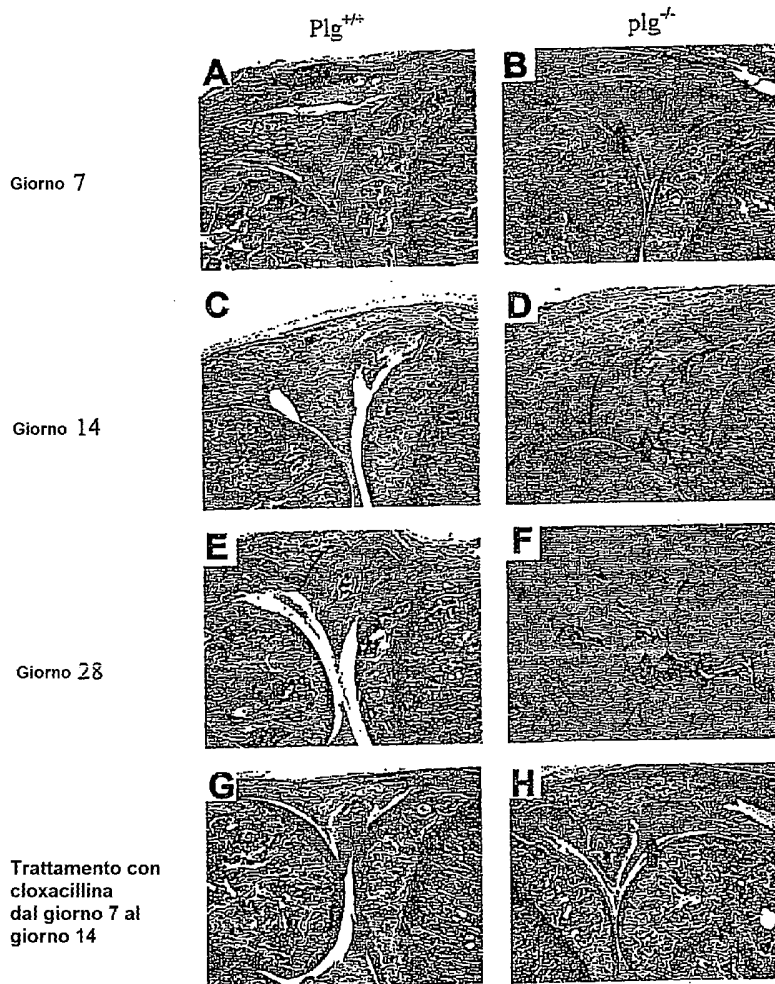 Plg+/+ plg-/-
A B
Giorno 7
C D
Giorno 14
E F
Giorno 28
G H
Trattamento con
cloxacillina
dal giorno 7 al
giorno 14